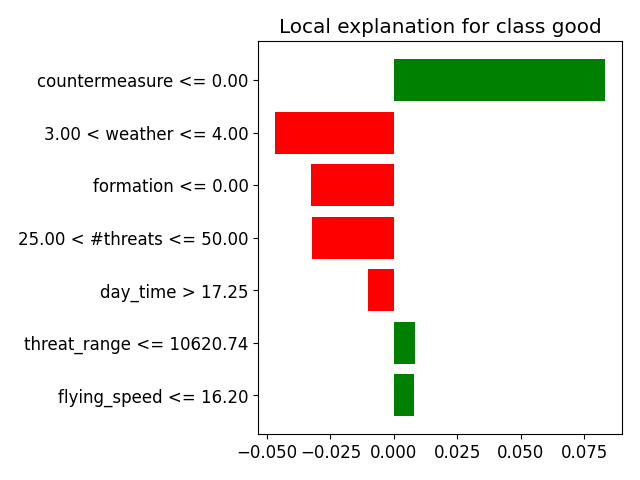 Local explanation for class good
countermeasure <= 0.00
3.00 < weather <= 4.00
formation <= 0.00
25.00 < #threats <= 50.00
day_time > 17.25
threat_range <= 10620.74
flying_speed <= 16.20
−0.050 −0.025 0.000 0.025 0.050 0.075